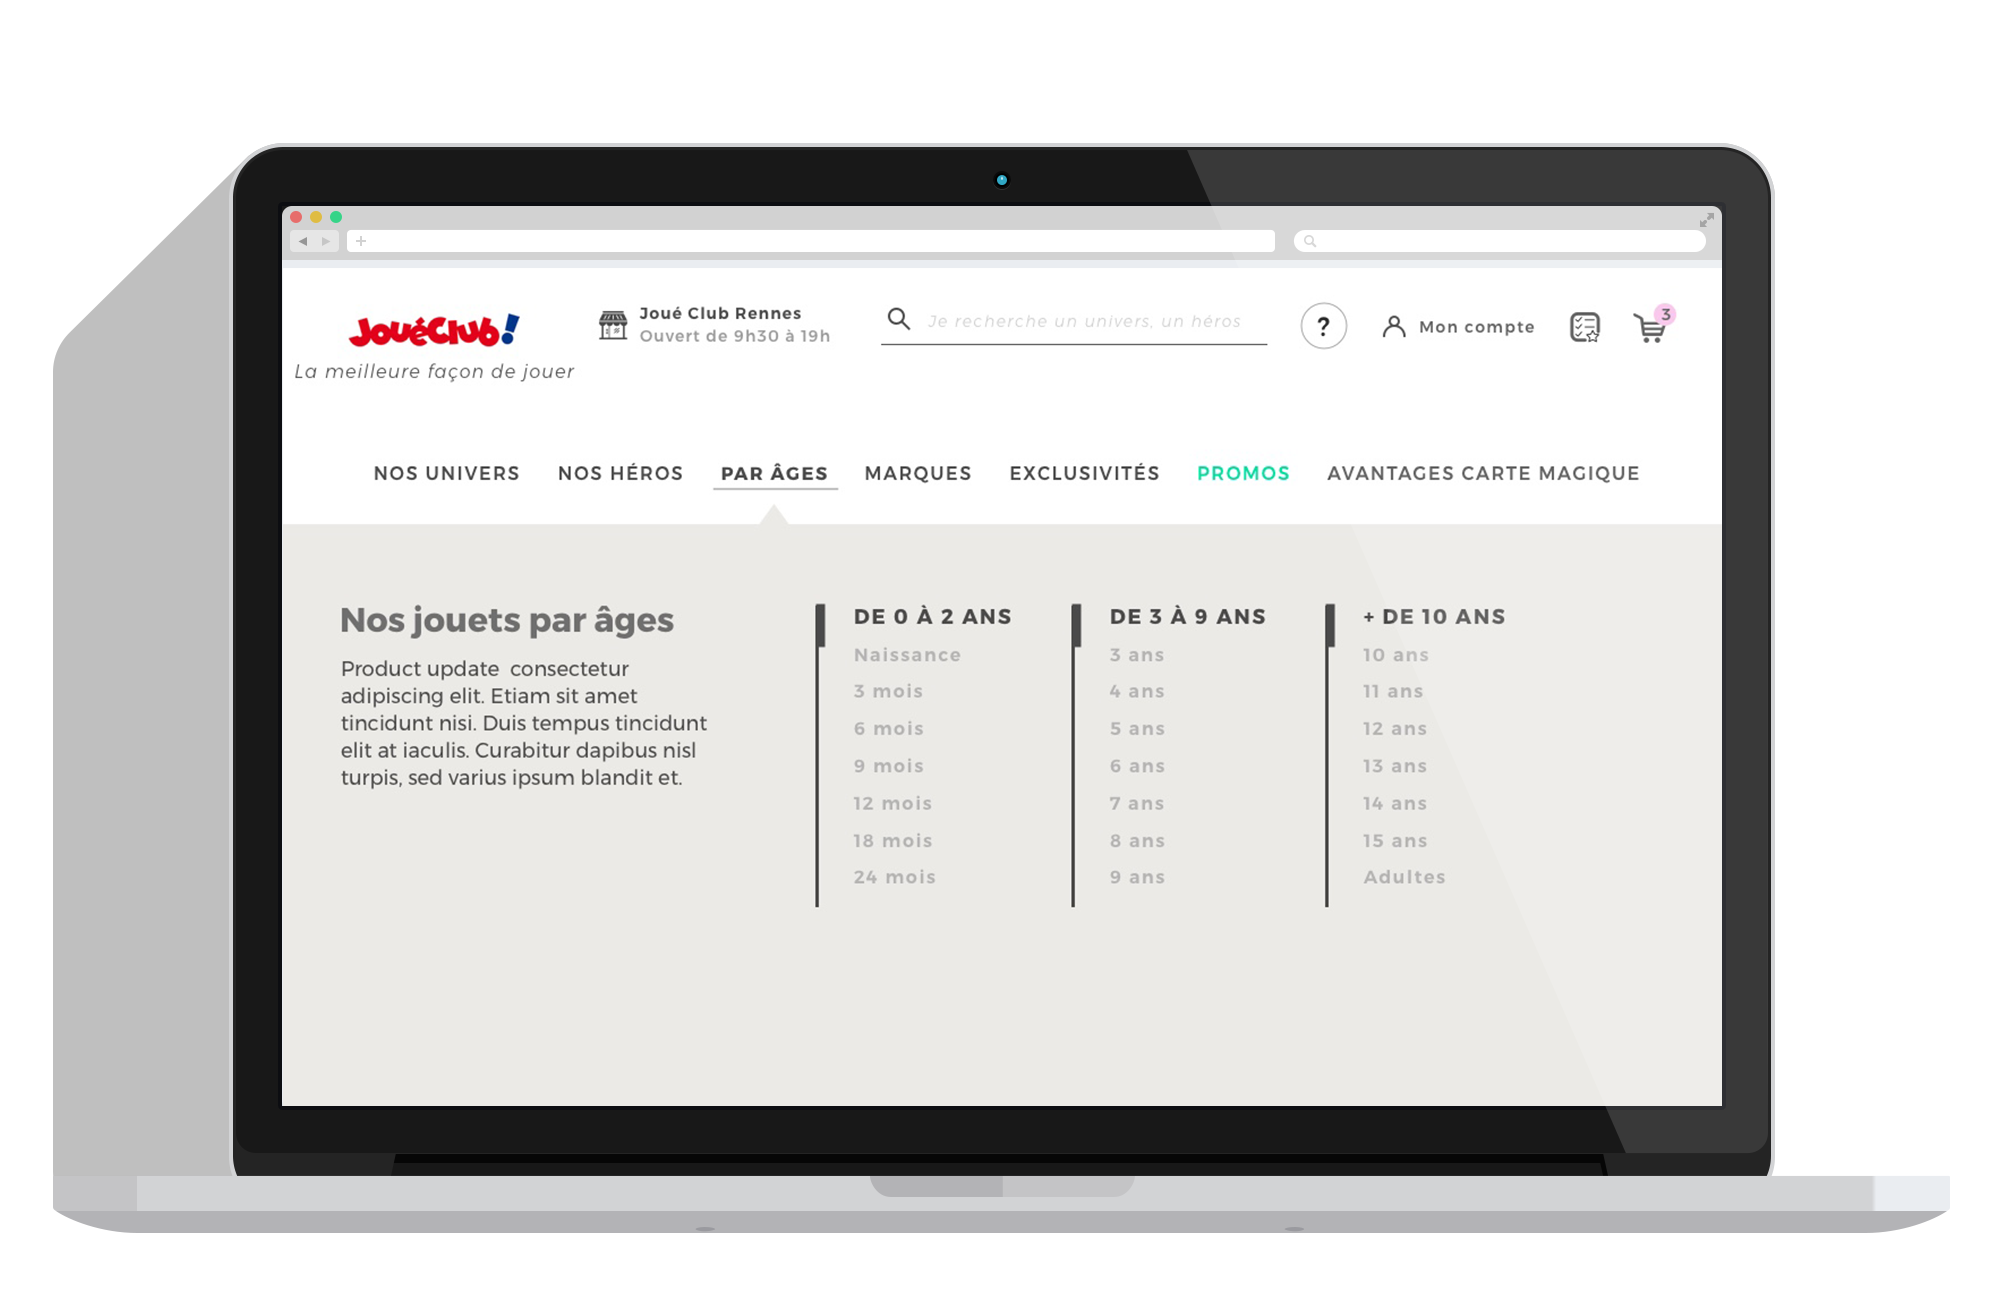 JouéClub!
La meilleure façon de jouer
Joué Club Rennes
Ouvert de 9h30 à 19h
Je recherche un univers, un héros
?
Mon compte
3
NOS UNIVERS
NOS HÉROS
PAR ÂGES
MARQUES
EXCLUSIVITÉS
PROMOS
AVANTAGES CARTE MAGIQUE
Nos jouets par âges
Product update consectetur
adipiscing elit. Etiam sit amet
tincidunt nisi. Duis tempus tincidunt
elit at iaculis. Curabitur dapibus nisl
turpis, sed varius ipsum blandit et.
DE 0 À 2 ANS
Naissance
3 mois
6 mois
9 mois
12 mois
18 mois
24 mois
DE 3 À 9 ANS
3 ans
4 ans
5 ans
6 ans
7 ans
8 ans
9 ans
+ DE 10 ANS
10 ans
11 ans
12 ans
13 ans
14 ans
15 ans
Adultes